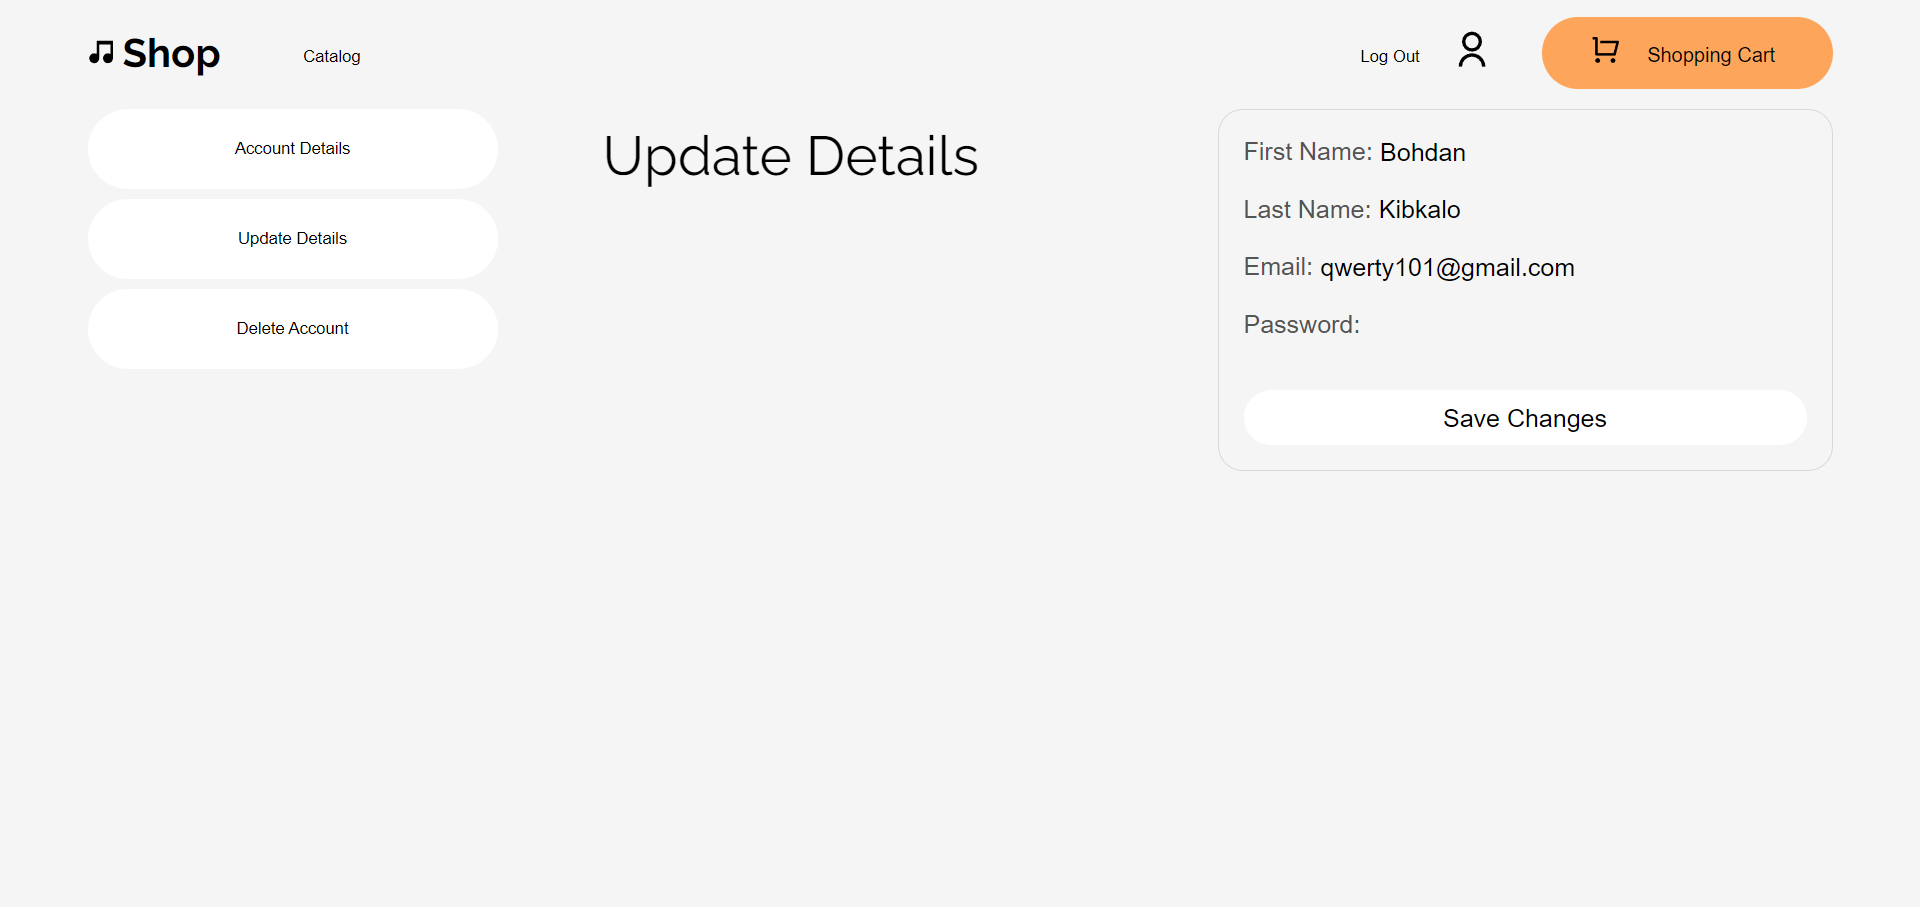 Shop
Catalog
Log Out
Shopping Cart
Account Details
Update Details
Delete Account
Update Details
First Name: Bohdan
Last Name: Kibkalo
Email: qwerty101@gmail.com
Password:
Save Changes